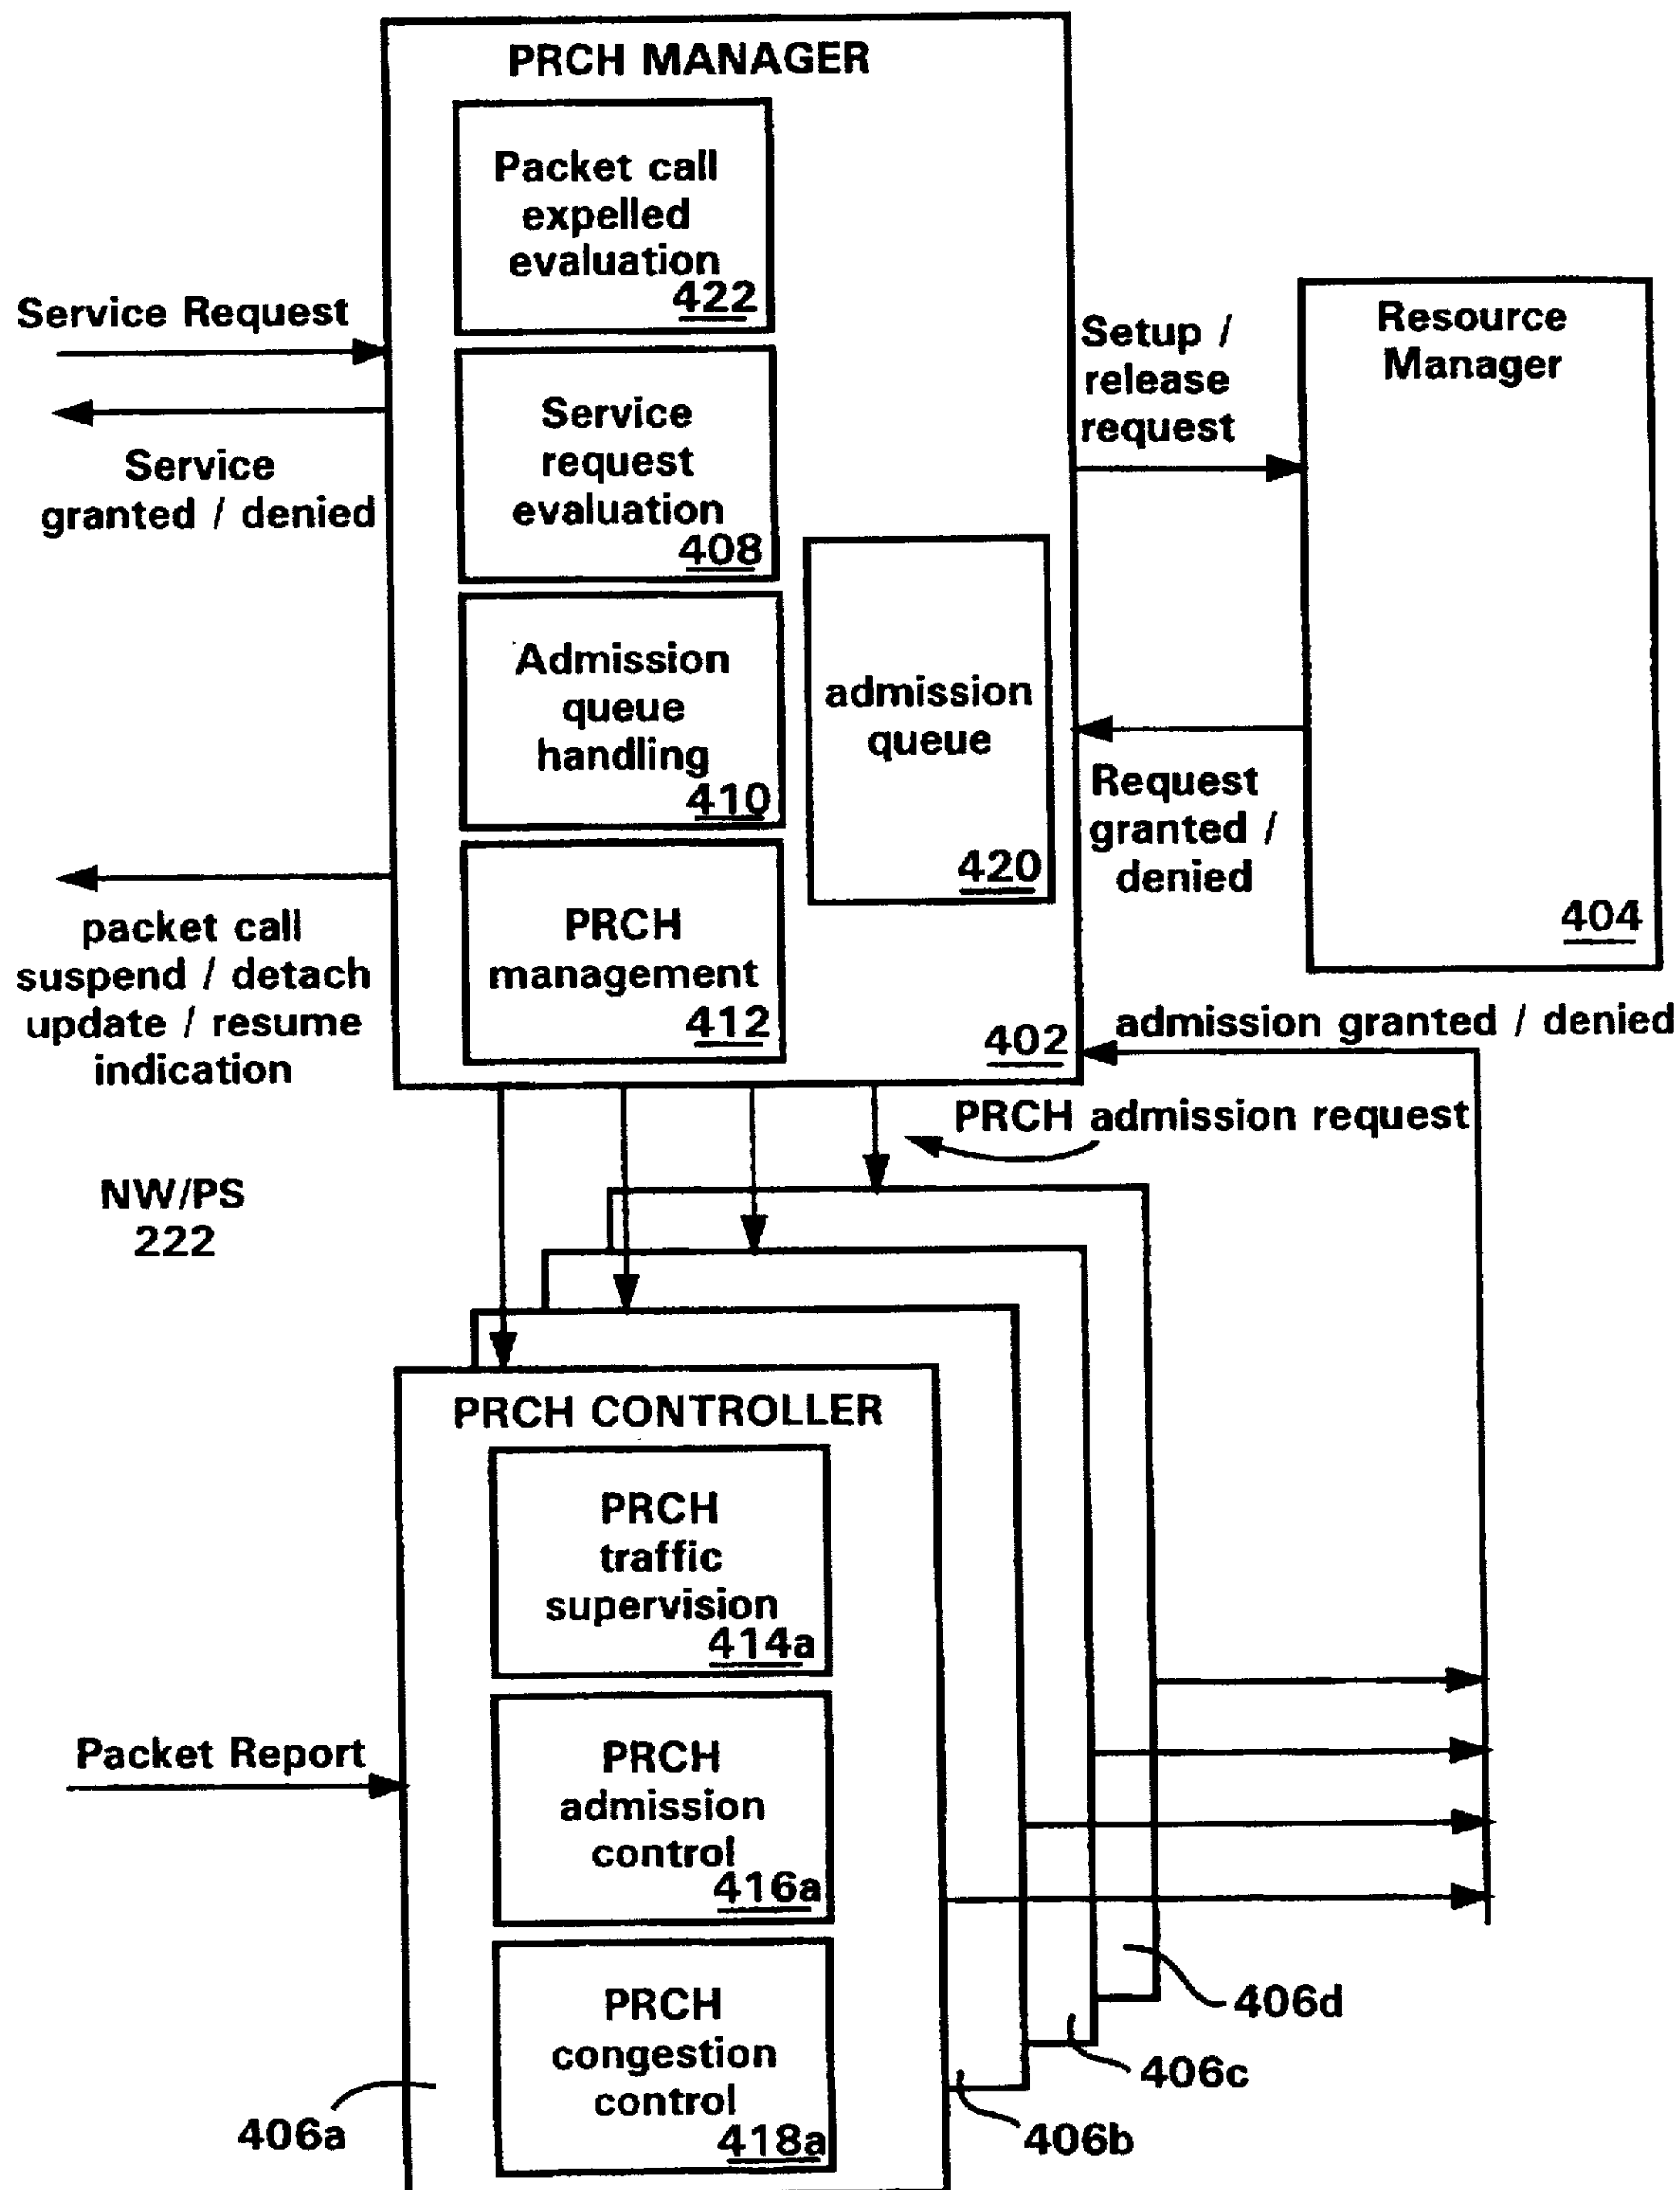 PRCH MANAGER
Packet call
expelled
evaluation
422
Service Request
Service
granted / denied
Service
request
evaluation
408
Setup /
release
request
Resource
Manager
404
Admission
queue
handling
410
admission
queue
420
Request
granted /
denied
packet call
suspend / detach
update / resume
indication
PRCH
management
412
402
admission granted / denied
PRCH admission request
NW/PS
222
PRCH CONTROLLER
PRCH
traffic
supervision
414a
Packet Report
PRCH
admission
control
416a
PRCH
congestion
control
418a
406a
406b
406c
406d